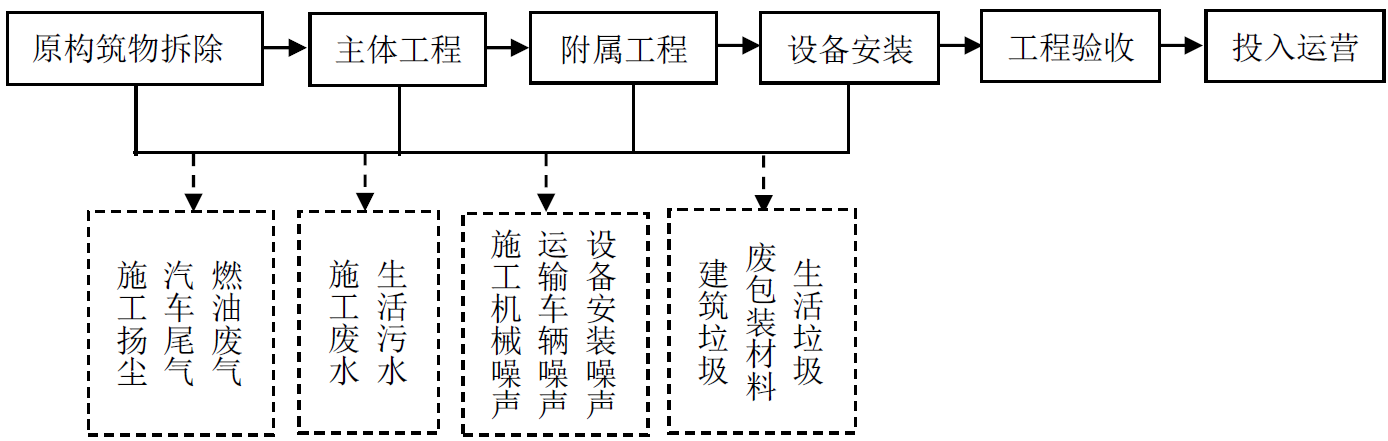 原构筑物拆除
主体工程
附属工程
设备安装
工程验收
投入运营
施工扬尘
汽车尾气
燃油废气
施工废水
生活污水
施工机械噪声
运输车辆噪声
设备安装噪声
建筑垃圾
废包装材料
生活垃圾